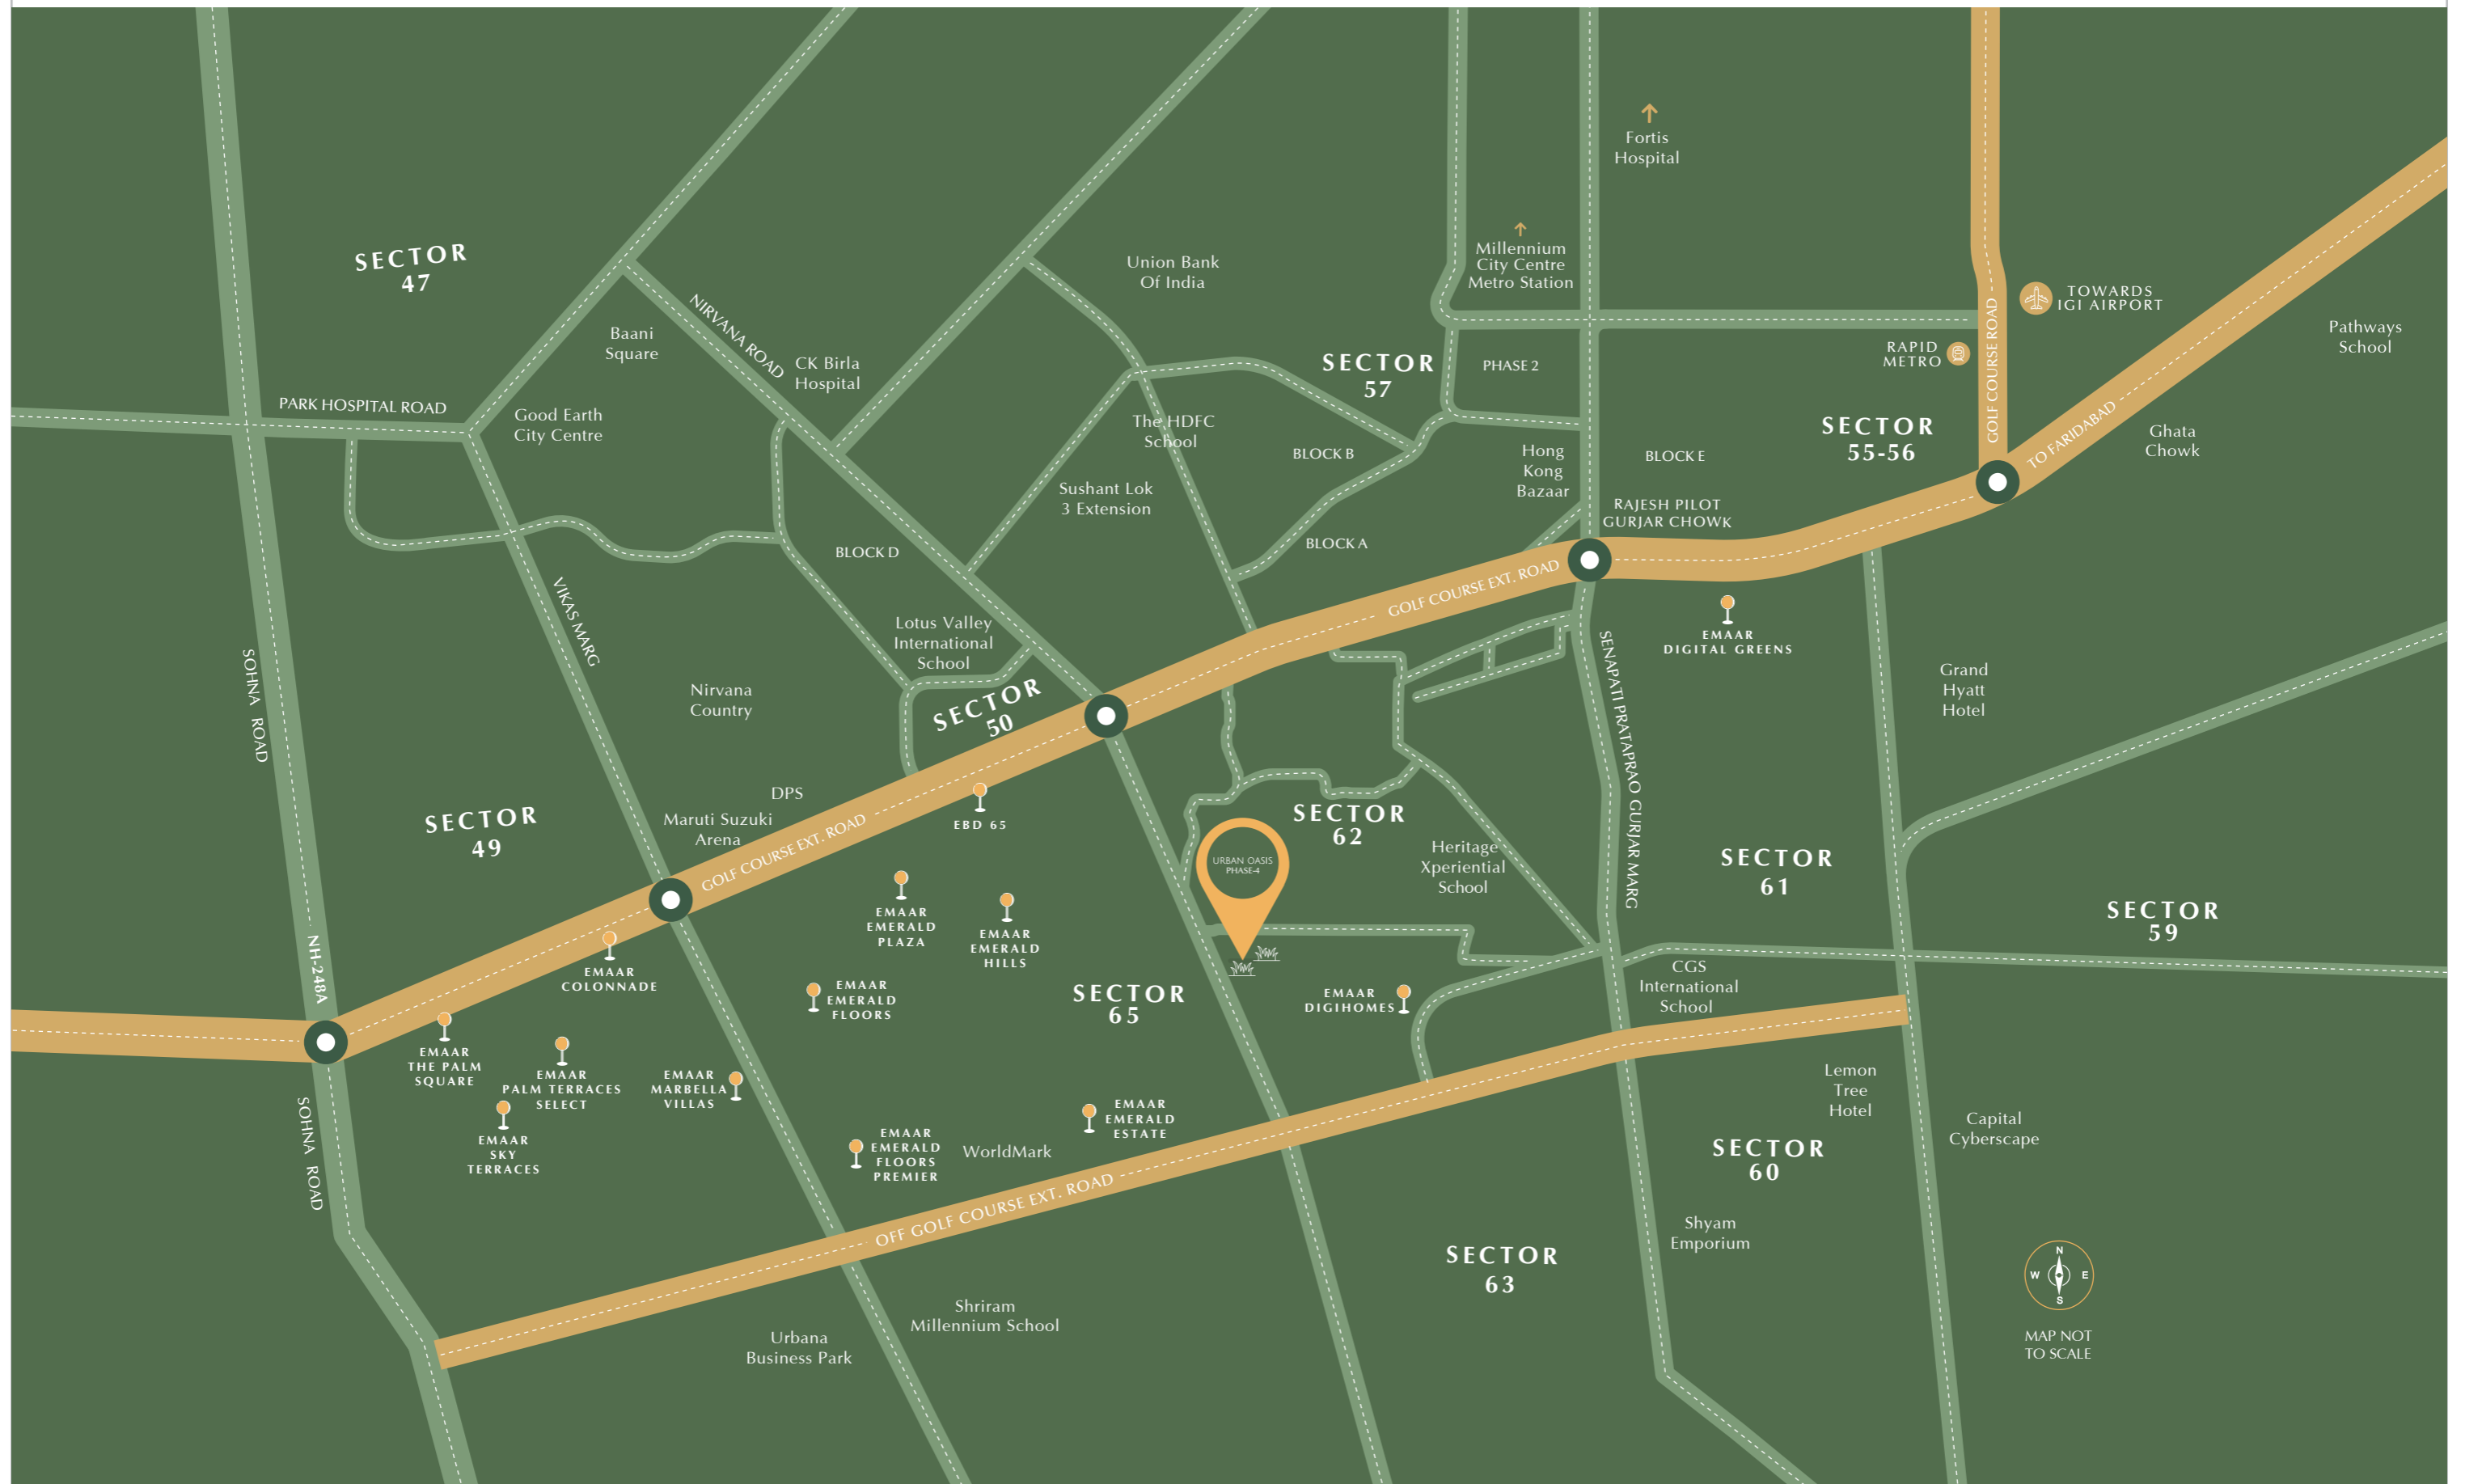 Fortis
Hospital
Millennium
City Centre
Metro Station
Union Bank
Of India
SECTOR
47
TOWARDS
IGI AIRPORT
Baani
Square
NIRVANA ROAD
CK Birla
Hospital
SECTOR
57
PHASE 2
RAPID
METRO
GOLF COURSE ROAD
Pathways
School
PARK HOSPITAL ROAD
Good Earth
City Centre
The HDFC
School
BLOCK B
Hong
Kong
Bazaar
BLOCK E
SECTOR
55-56
TO FARIDABAD
Ghata
Chowk
Sushant Lok
3 Extension
RAJESH PILOT
GURJAR CHOWK
BLOCK D
BLOCK A
GOLF COURSE EXT. ROAD
VIKAS MARG
Lotus Valley
International
School
EMAAR
DIGITAL GREENS
SOHNA ROAD
Nirvana
Country
SECTOR
50
SENAPATI PRATAPRAO GURJAR MARG
Grand
Hyatt
Hotel
DPS
Maruti Suzuki
Arena
GOLF COURSE EXT. ROAD
EBD 65
SECTOR
49
SECTOR
62
URBAN OASIS
PHASE-4
Heritage
Xperiential
School
SECTOR
61
SECTOR
59
NH-248A
EMAAR
COLONNADE
EMAAR
EMERALD
PLAZA
EMAAR
EMERALD
HILLS
EMAAR
EMERALD
FLOORS
SECTOR
65
EMAAR
DIGIHOMES
CGS
International
School
EMAAR
THE PALM
SQUARE
EMAAR
PALM TERRACES
SELECT
EMAAR
MARBELLA
VILLAS
EMAAR
SKY
TERRACES
SOHNA ROAD
EMAAR
EMERALD
FLOORS
PREMIER
WorldMark
EMAAR
EMERALD
ESTATE
OFF GOLF COURSE EXT. ROAD
Lemon
Tree
Hotel
Capital
Cyberscape
SECTOR
60
Shyam
Emporium
SECTOR
63
Shriram
Millennium School
Urbana
Business Park
N
W E
S
MAP NOT
TO SCALE